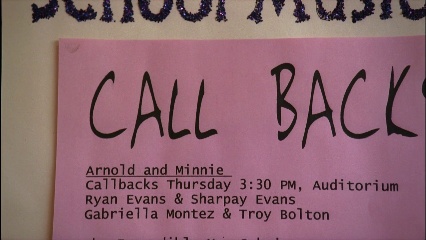 School Music
CALL BACK
Arnold and Minnie
Callbacks Thursday 3:30 PM, Auditorium
Ryan Evans & Sharpay Evans
Gabriella Montez & Troy Bolton